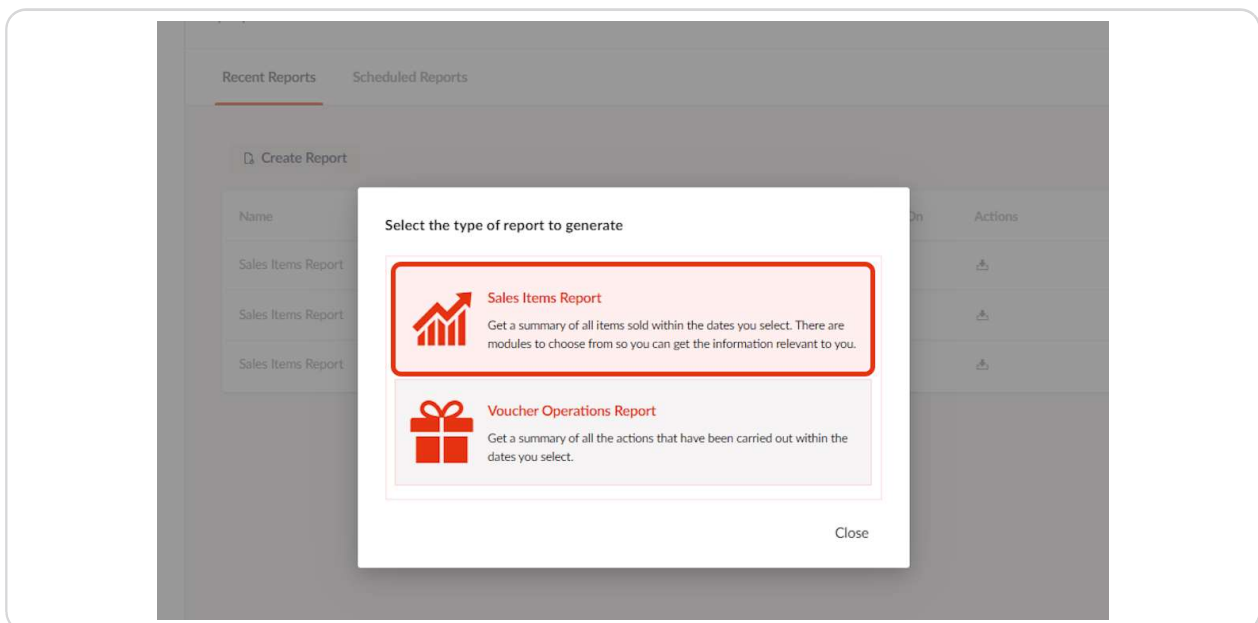 Recent Reports Scheduled Reports
Create Report
Name On Actions
Select the type of report to generate
Sales Items Report
Sales Items Report
Get a summary of all items sold within the dates you select. There are
modules to choose from so you can get the information relevant to you.
Sales Items Report
Sales Items Report
Voucher Operations Report
Get a summary of all the actions that have been carried out within the
dates you select.
Close